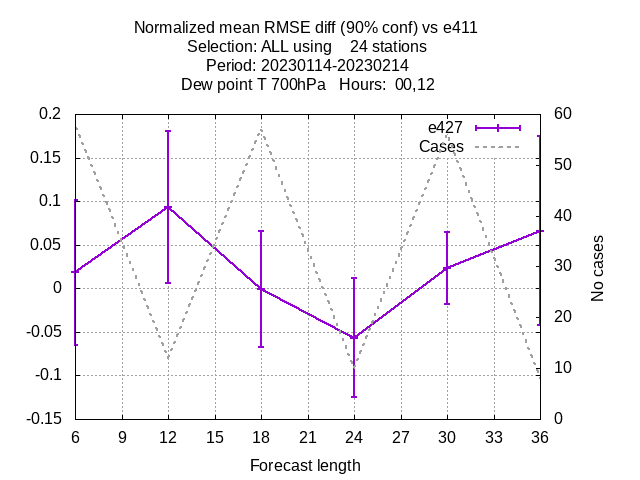 Normalized mean RMSE diff (90% conf) vs e411
Selection: ALL using    24 stations
Period: 20230114-20230214
Dew point T 700hPa   Hours:  00,12
e427
Cases
0.2
0.15
0.1
0.05
0
-0.05
-0.1
-0.15
60
50
40
30
20
10
0
No cases
6 9 12 15 18 21 24 27 30 33 36
Forecast length